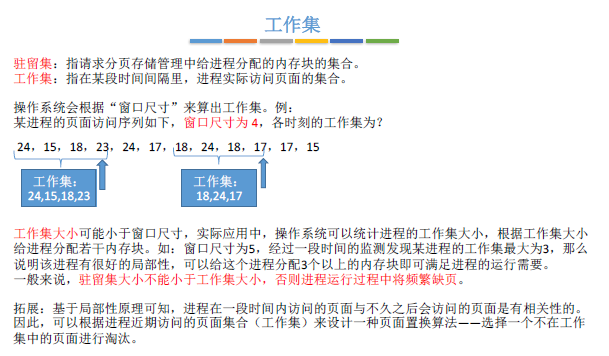 工作集
驻留集：指请求分页存储管理中给进程分配的内存块的集合。
工作集：指在某段时间间隔里，进程实际访问页面的集合。
操作系统会根据“窗口尺寸”来算出工作集。例：
某进程的页面访问序列如下，窗口尺寸为 4，各时刻的工作集为？
24，15，18，23，24，17，18，24，18，17，17，15
工作集：
24,15,18,23
工作集：
18,24,17
工作集大小可能小于窗口尺寸，实际应用中，操作系统可以统计进程的工作集大小，根据工作集大小
给进程分配若干内存块。如：窗口尺寸为5，经过一段时间的监测发现某进程的工作集最大为3，那么
说明该进程有很好的局部性，可以给这个进程分配3个以上的内存块即可满足进程的运行需要。
一般来说，驻留集大小不能小于工作集大小，否则进程运行过程中将频繁缺页。
拓展：基于局部性原理可知，进程在一段时间内访问的页面与不久之后会访问的页面是有相关性的。
因此，可以根据进程近期访问的页面集合（工作集）来设计一种页面置换算法——选择一个不在工作
集中的页面进行淘汰。